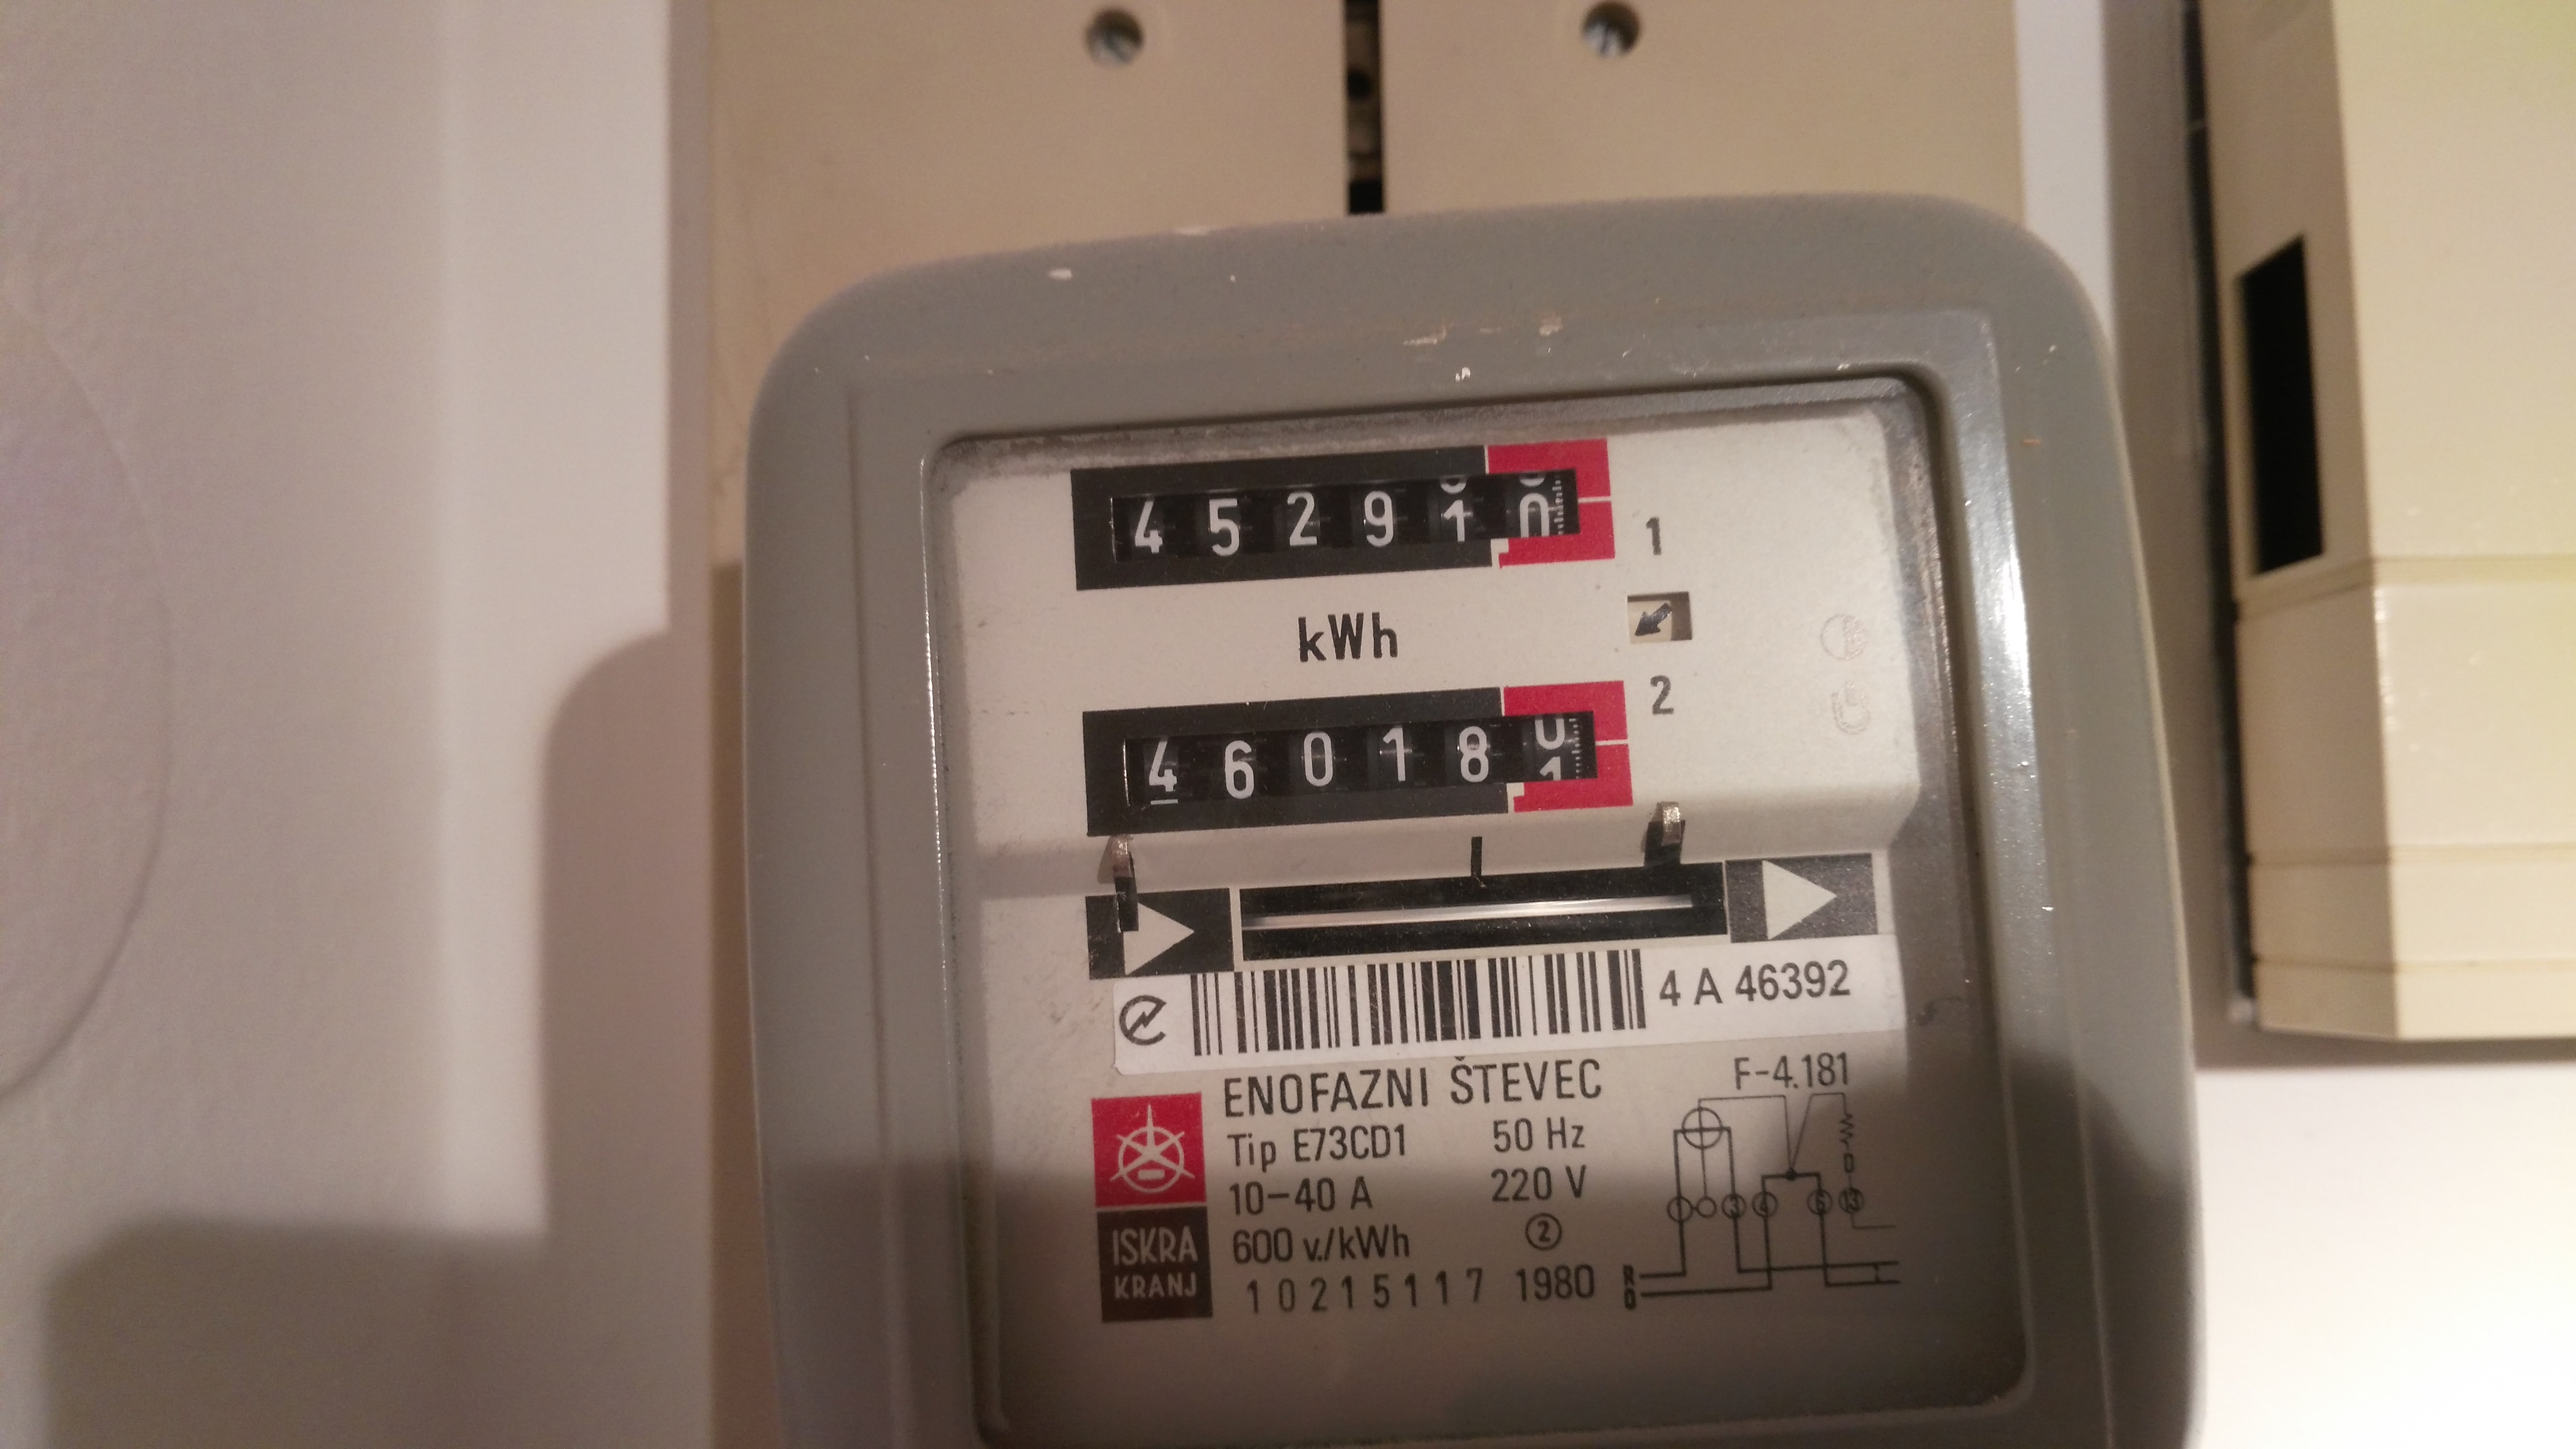 4 5 2 9 1 0
1
kWh
2
4 6 0 1 8
4 A 46392
ENOFAZNI ŠTEVEC
F-4.181
Tip E73CD1 50 Hz
10-40 A 220 V
600 v./kWh 2
ISKRA
KRANJ
10215117 1980